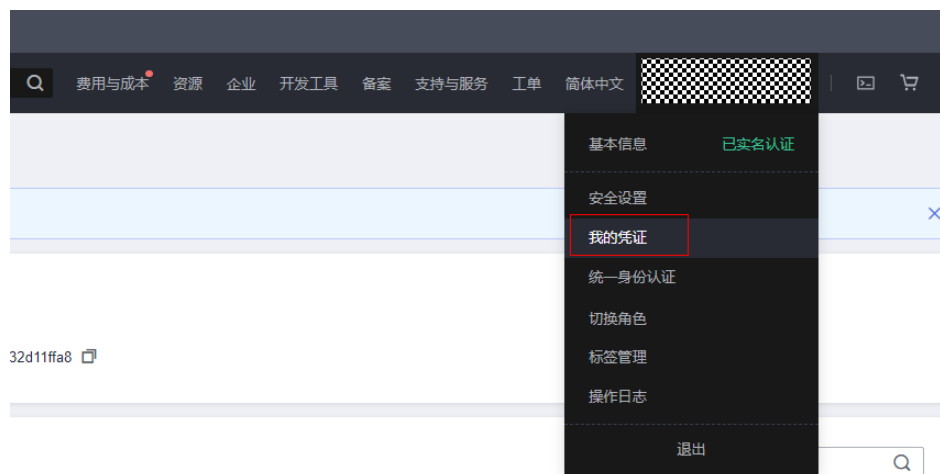 费用与成本 资源 企业 开发工具 备案 支持与服务 工单 简体中文
基本信息 已实名认证
安全设置
我的凭证
统一身份认证
切换角色
32d11ffa8
标签管理
操作日志
退出